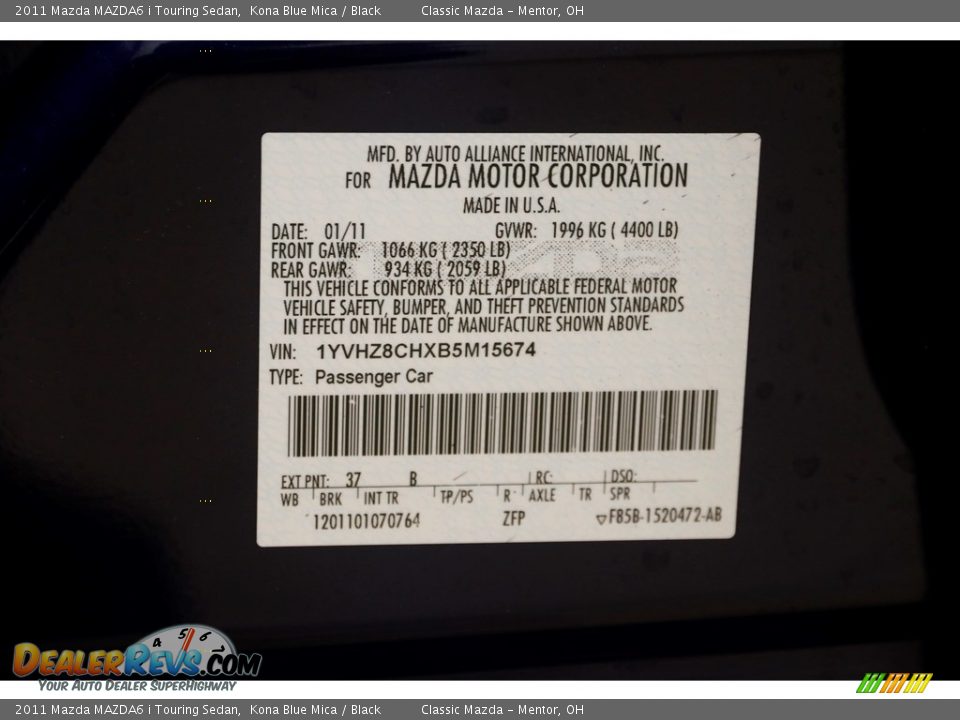 2011 Mazda MAZDA6 i Touring Sedan, Kona Blue Mica / Black Classic Mazda – Mentor, OH
MFD. BY AUTO ALLIANCE INTERNATIONAL, INC.
FOR MAZDA MOTOR CORPORATION
MADE IN U.S.A.
DATE: 01/11 GVWR: 1996 KG ( 4400 LB)
FRONT GAWR: 1066 KG ( 2350 LB)
REAR GAWR: 934 KG ( 2059 LB)
THIS VEHICLE CONFORMS TO ALL APPLICABLE FEDERAL MOTOR
VEHICLE SAFETY, BUMPER, AND THEFT PREVENTION STANDARDS
IN EFFECT ON THE DATE OF MANUFACTURE SHOWN ABOVE.
VIN: 1YVHZ8CHXB5M15674
TYPE: Passenger Car
EXT PNT: 37 B RC: DSO:
WB BRK INT TR TP/PS R AXLE TR SPR
1201101070764 ZFP ▽F85B-1520472-AB
4 5 6
DEALERREVS.COM
YOUR AUTO DEALER SUPERHIGHWAY
2011 Mazda MAZDA6 i Touring Sedan, Kona Blue Mica / Black Classic Mazda – Mentor, OH